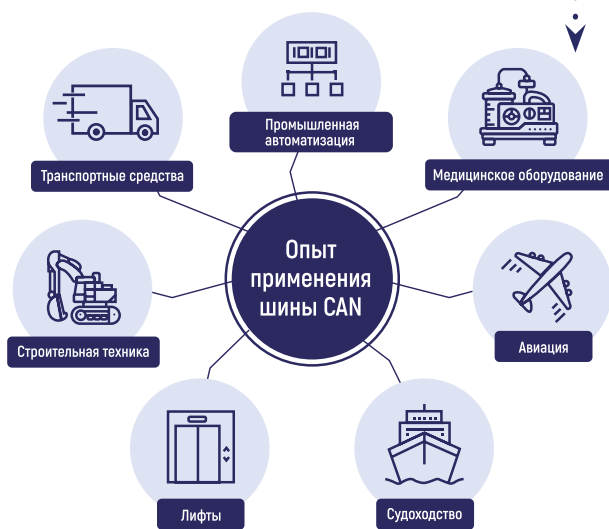 Промышленная
автоматизация
Транспортные средства
Медицинское оборудование
Опыт
применения
шины CAN
Строительная техника
Авиация
Лифты
Судоходство